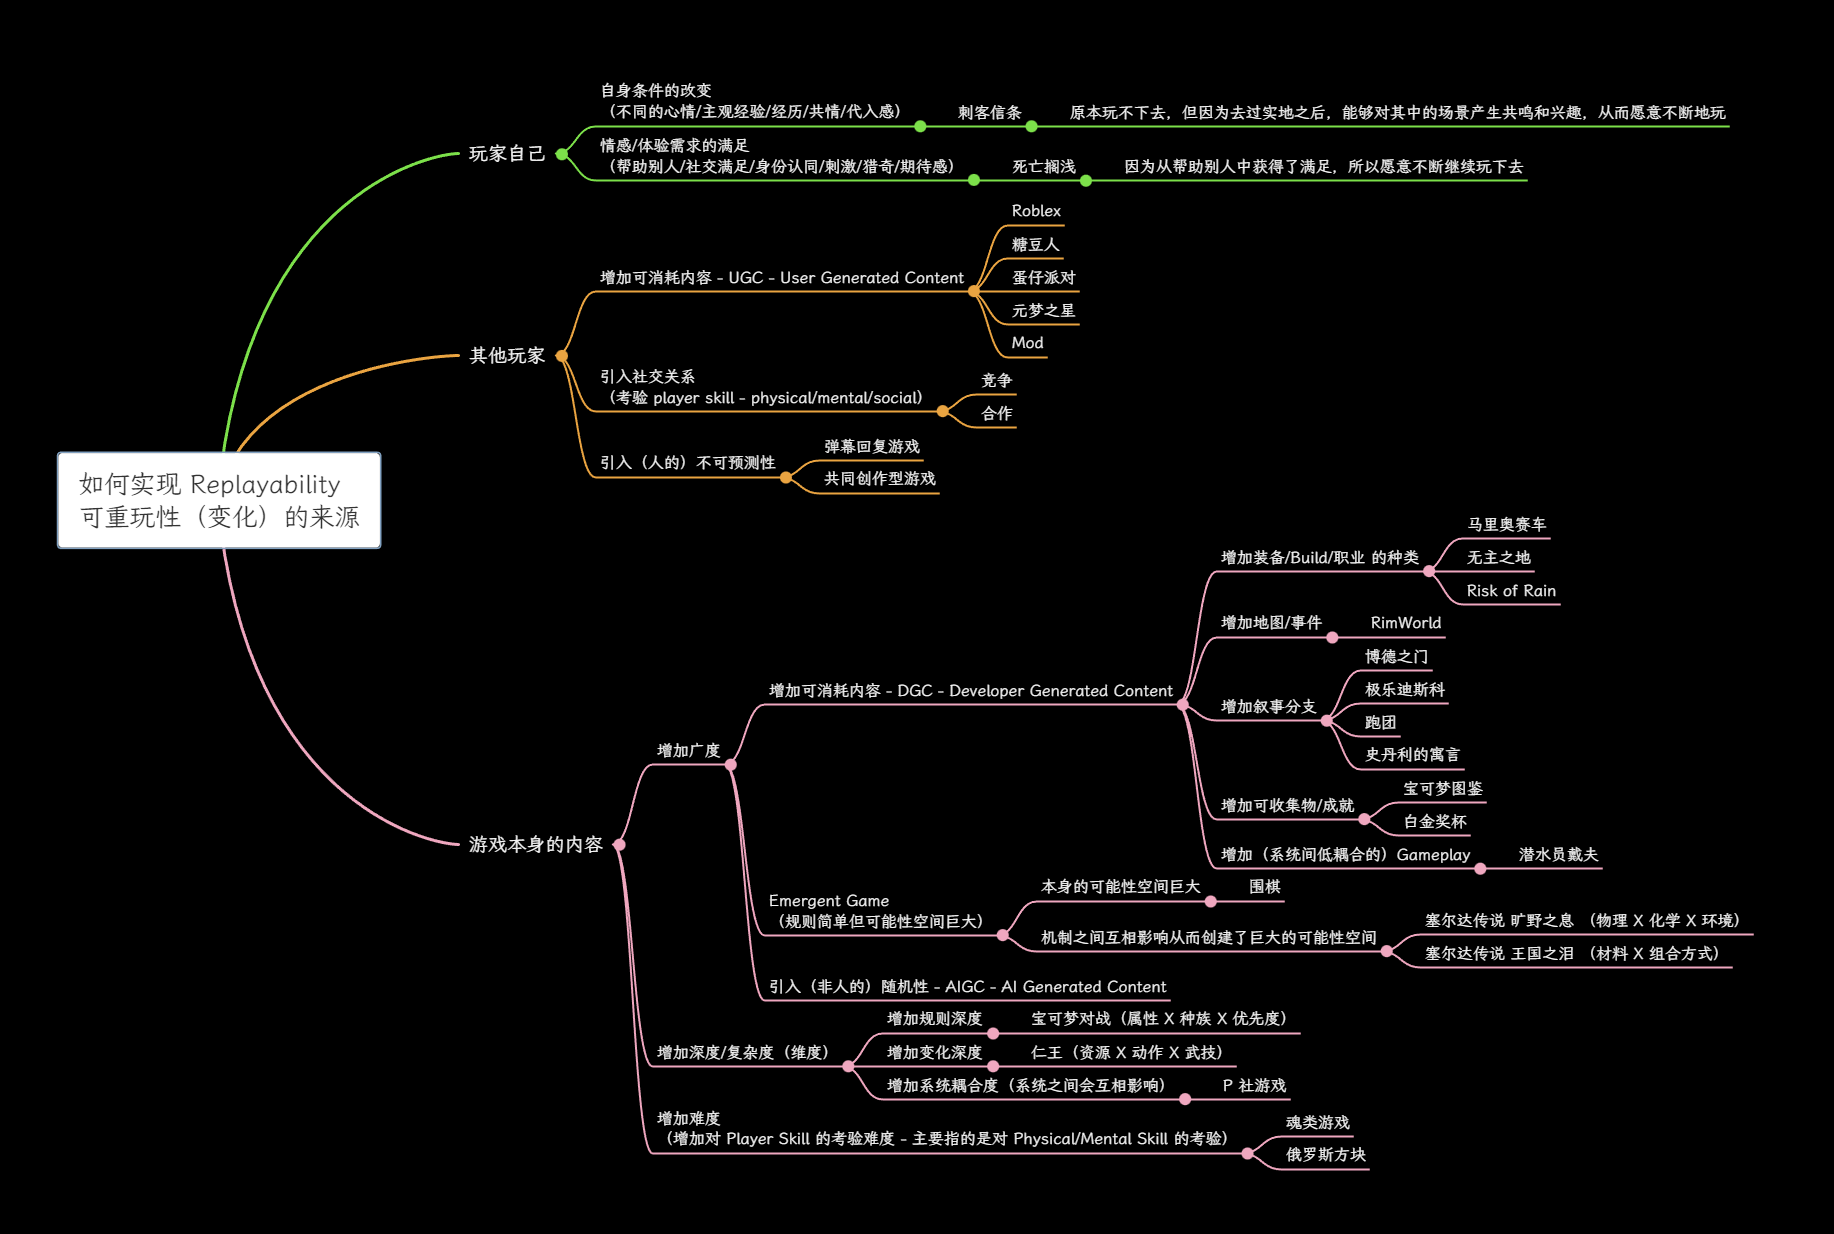 如何实现 Replayability
可重玩性（变化）的来源
玩家自己
自身条件的改变
（不同的心情/主观经验/经历/共情/代入感）
刺客信条
原本玩不下去，但因为去过实地之后，能够对其中的场景产生共鸣和兴趣，从而愿意不断地玩
情感/体验需求的满足
（帮助别人/社交满足/身份认同/刺激/猎奇/期待感）
死亡搁浅
因为从帮助别人中获得了满足，所以愿意不断继续玩下去
其他玩家
增加可消耗内容 - UGC - User Generated Content
Roblex
糖豆人
蛋仔派对
元梦之星
Mod
引入社交关系
（考验 player skill - physical/mental/social）
竞争
合作
引入（人的）不可预测性
弹幕回复游戏
共同创作型游戏
游戏本身的内容
增加广度
增加可消耗内容 - DGC - Developer Generated Content
增加装备/Build/职业 的种类
马里奥赛车
无主之地
Risk of Rain
增加地图/事件
RimWorld
增加叙事分支
博德之门
极乐迪斯科
跑团
史丹利的寓言
增加可收集物/成就
宝可梦图鉴
白金奖杯
增加（系统间低耦合的）Gameplay
潜水员戴夫
Emergent Game
（规则简单但可能性空间巨大）
本身的可能性空间巨大
围棋
机制之间互相影响从而创建了巨大的可能性空间
塞尔达传说 旷野之息 （物理 X 化学 X 环境）
塞尔达传说 王国之泪 （材料 X 组合方式）
引入（非人的）随机性 - AIGC - AI Generated Content
增加深度/复杂度（维度）
增加规则深度
宝可梦对战（属性 X 种族 X 优先度）
增加变化深度
仁王（资源 X 动作 X 武技）
增加系统耦合度（系统之间会互相影响）
P 社游戏
增加难度
（增加对 Player Skill 的考验难度 - 主要指的是对 Physical/Mental Skill 的考验）
魂类游戏
俄罗斯方块